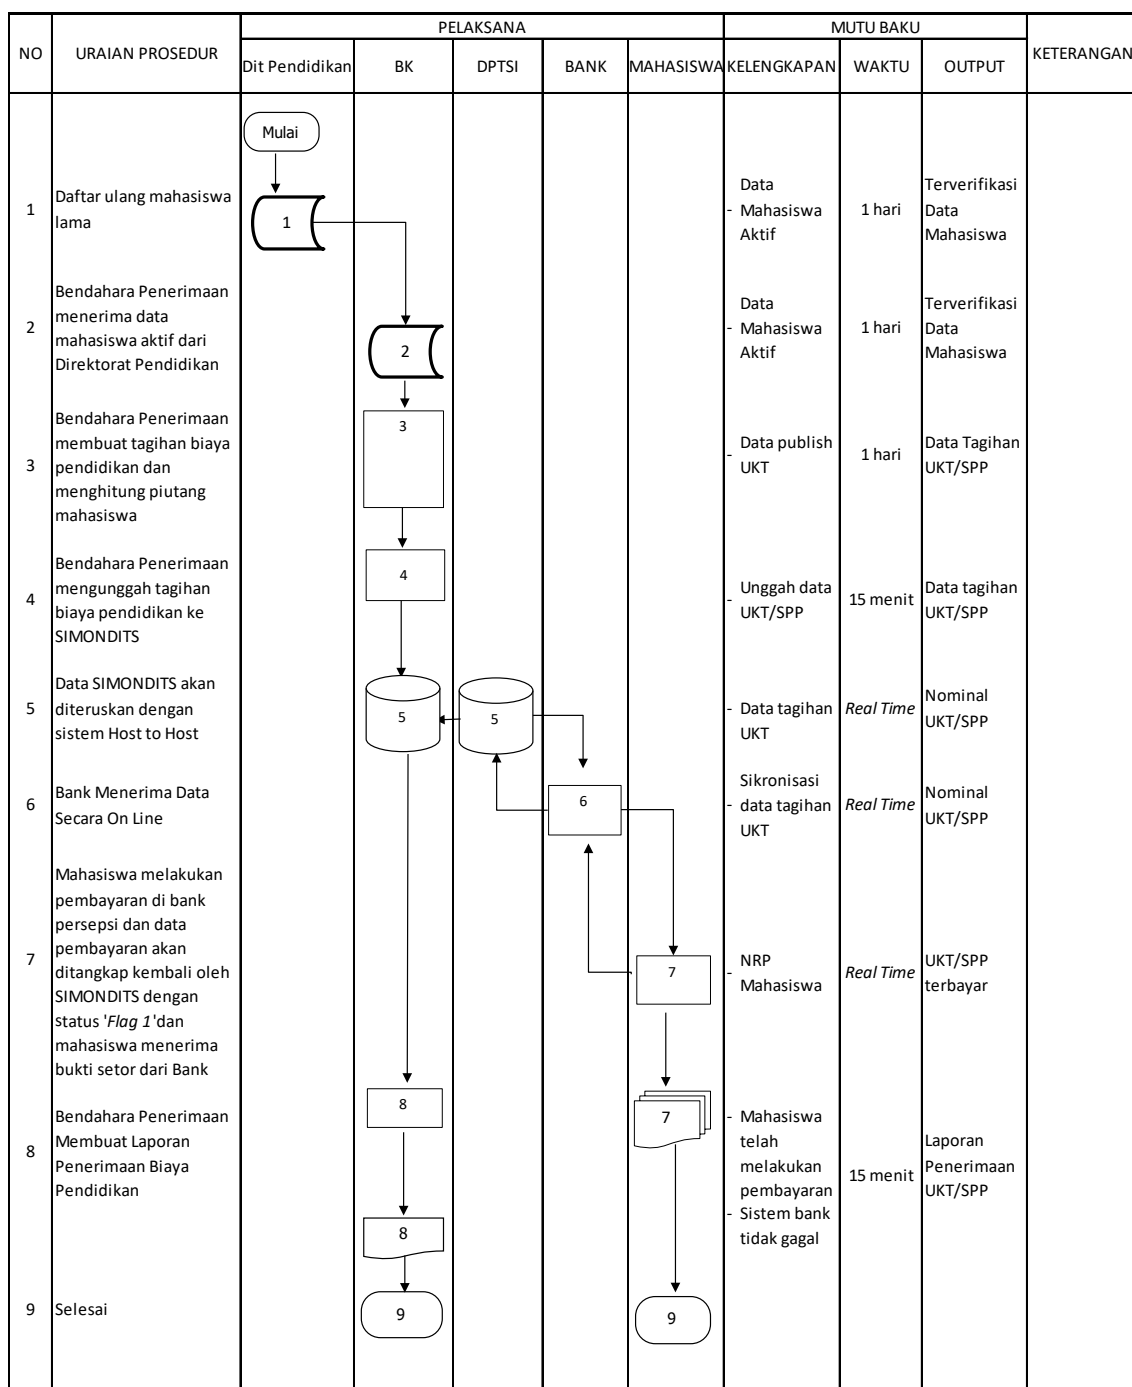 NO
URAIAN PROSEDUR
PELAKSANA
MUTU BAKU
KETERANGAN
Dit Pendidikan
BK
DPTSI
BANK
MAHASISWA
KELENGKAPAN
WAKTU
OUTPUT
Mulai
1
Daftar ulang mahasiswa
lama
1
Data
- Mahasiswa
Aktif
1 hari
Terverifikasi
Data
Mahasiswa
2
Bendahara Penerimaan
menerima data
mahasiswa aktif dari
Direktorat Pendidikan
2
Data
- Mahasiswa
Aktif
1 hari
Terverifikasi
Data
Mahasiswa
3
Bendahara Penerimaan
membuat tagihan biaya
pendidikan dan
menghitung piutang
mahasiswa
3
- Data publish
UKT
1 hari
Data Tagihan
UKT/SPP
4
Bendahara Penerimaan
mengunggah tagihan
biaya pendidikan ke
SIMONDITS
4
- Unggah data
UKT/SPP
15 menit
Data tagihan
UKT/SPP
5
Data SIMONDITS akan
diteruskan dengan
sistem Host to Host
5
5
- Data tagihan
UKT
Real Time
Nominal
UKT/SPP
6
Bank Menerima Data
Secara On Line
6
Sikronisasi
- data tagihan
UKT
Real Time
Nominal
UKT/SPP
7
Mahasiswa melakukan
pembayaran di bank
persepsi dan data
pembayaran akan
ditangkap kembali oleh
SIMONDITS dengan
status 'Flag 1'dan
mahasiswa menerima
bukti setor dari Bank
7
- NRP
Mahasiswa
Real Time
UKT/SPP
terbayar
8
Bendahara Penerimaan
Membuat Laporan
Penerimaan Biaya
Pendidikan
8
7
- Mahasiswa
telah
melakukan
pembayaran
- Sistem bank
tidak gagal
15 menit
Laporan
Penerimaan
UKT/SPP
8
9
Selesai
9
9